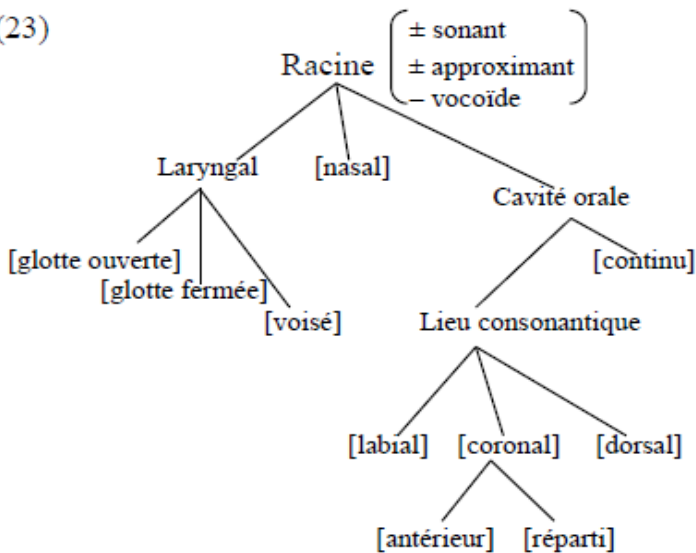 (23)
± sonant
Racine ± approximant
– vocoïde
Laryngal [nasal]
Cavité orale
[glotte ouverte] [continu]
[glotte fermée]
[voisé] Lieu consonantique
[labial] [coronal] [dorsal]
[antérieur] [réparti]